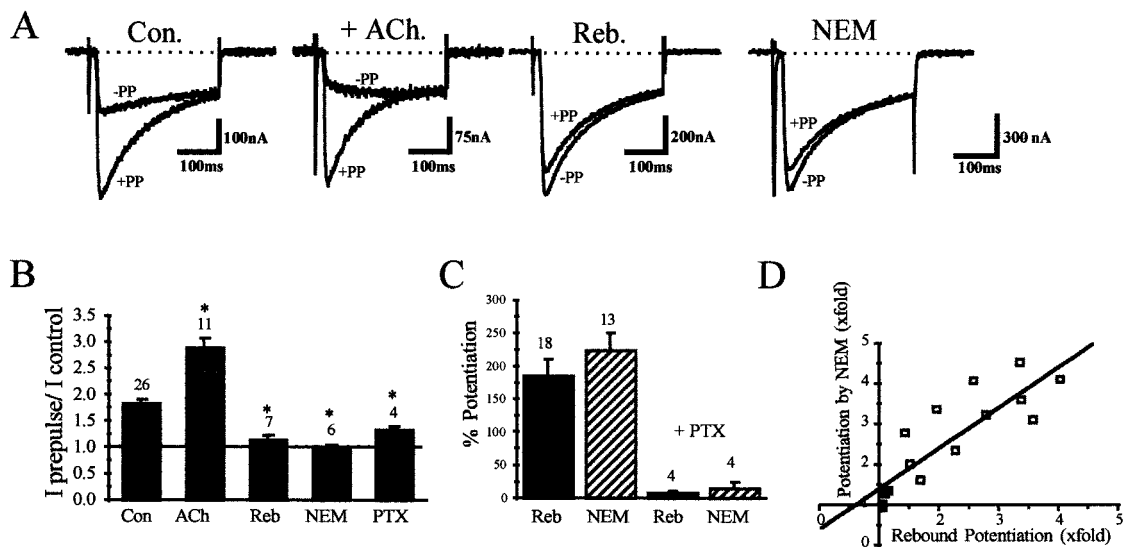 A
Con.
+ ACh.
Reb.
NEM
-PP
+PP
100nA
100ms
-PP
+PP
75nA
100ms
+PP
-PP
200nA
100ms
+PP
-PP
300 nA
100ms
B
I prepulse/ I control
3.5
3.0
2.5
2.0
1.5
1.0
0.5
0.0
26
*
11
*
7
*
6
*
4
Con ACh Reb NEM PTX
C
% Potentiation
300
250
200
150
100
50
0
18
13
+ PTX
4
4
Reb NEM Reb NEM
D
Potentiation by NEM (xfold)
5
4
3
2
1
0
0 1 2 3 4 5
Rebound Potentiation (xfold)